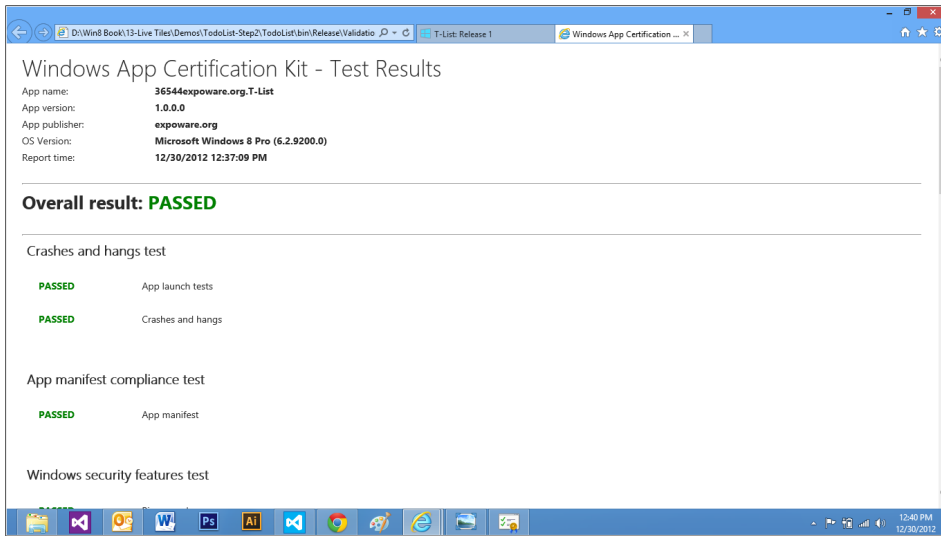 D:\Win8 Book\13-Live Tiles\Demos\TodoList-Step2\TodoList\bin\Release\Validatio
T-List: Release 1
Windows App Certification ...
Windows App Certification Kit - Test Results
App name: 36544expoware.org.T-List
App version: 1.0.0.0
App publisher: expoware.org
OS Version: Microsoft Windows 8 Pro (6.2.9200.0)
Report time: 12/30/2012 12:37:09 PM
Overall result: PASSED
Crashes and hangs test
PASSED App launch tests
PASSED Crashes and hangs
App manifest compliance test
PASSED App manifest
Windows security features test
Ps
Ai
12:40 PM
12/30/2012